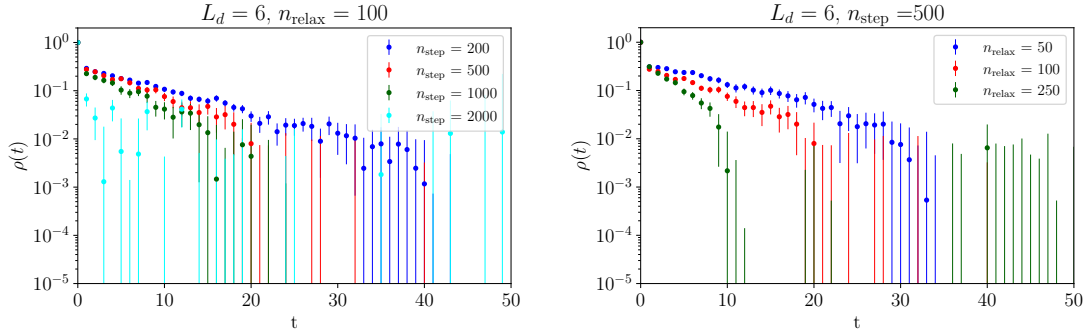 L_d = 6, n_relax = 100
10^0
10^-1
10^-2
10^-3
10^-4
10^-5
ρ(t)
0 10 20 30 40 50
t
n_step = 200
n_step = 500
n_step = 1000
n_step = 2000
L_d = 6, n_step =500
10^0
10^-1
10^-2
10^-3
10^-4
10^-5
ρ(t)
0 10 20 30 40 50
t
n_relax = 50
n_relax = 100
n_relax = 250